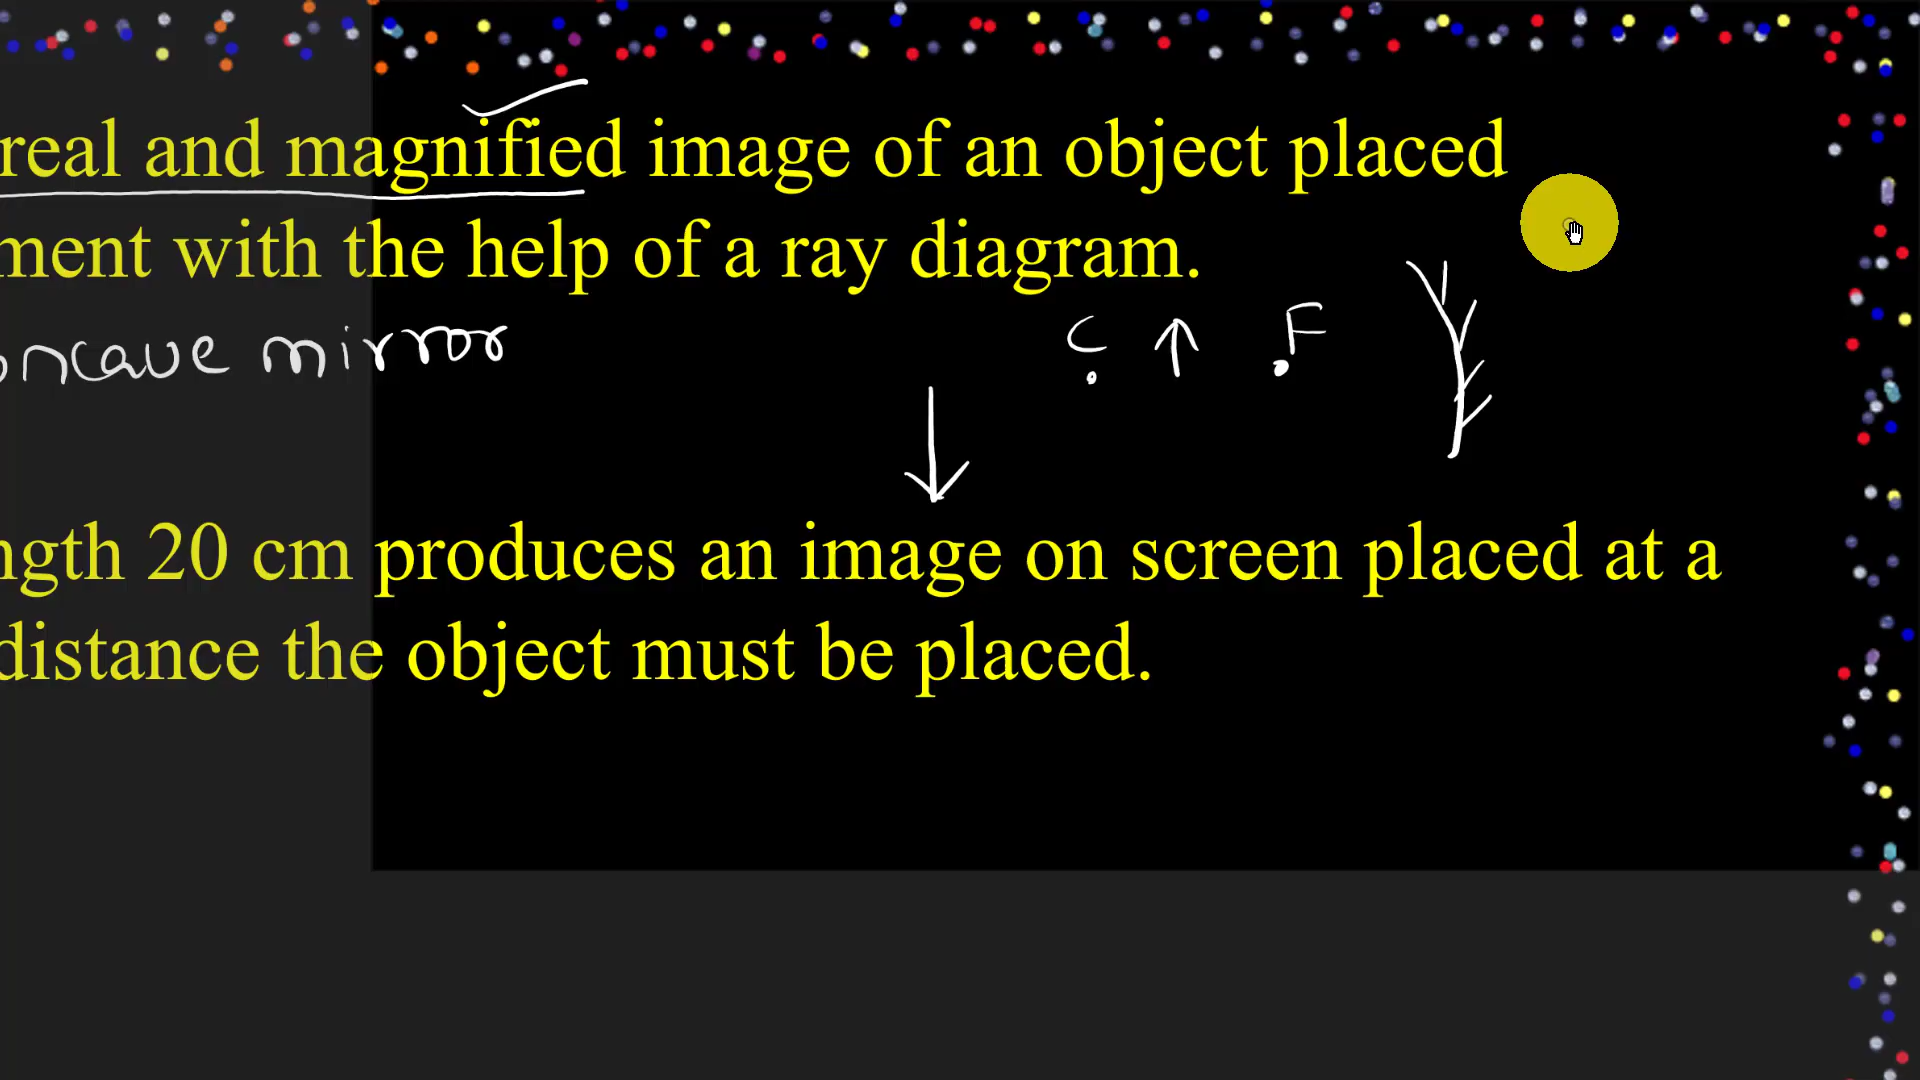 real and magnified image of an object placed
ment with the help of a ray diagram.
oncave mirror
C F
ngth 20 cm produces an image on screen placed at a
distance the object must be placed.